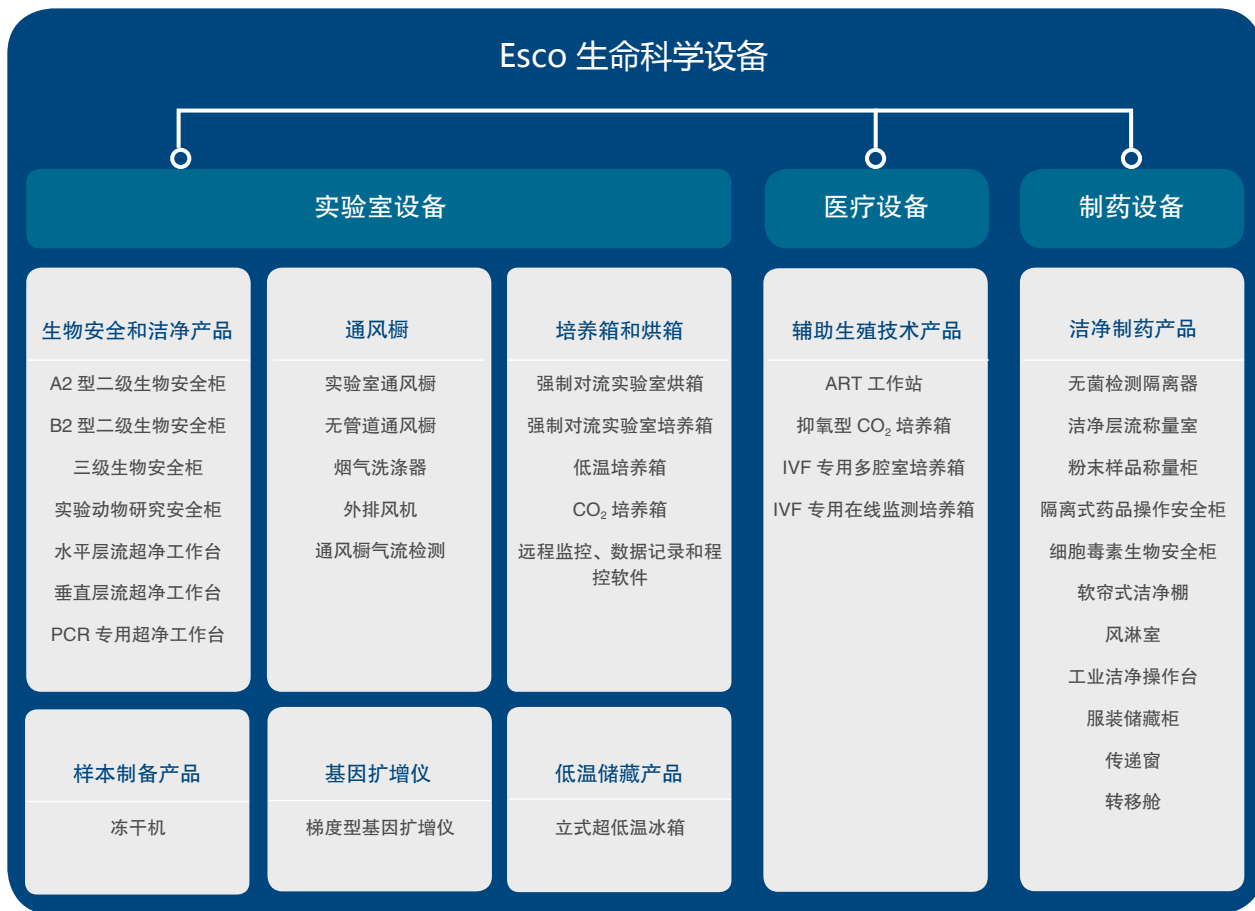 Esco 生命科学设备
实验室设备
医疗设备
制药设备
生物安全和洁净产品
A2 型二级生物安全柜
B2 型二级生物安全柜
三级生物安全柜
实验动物研究安全柜
水平层流超净工作台
垂直层流超净工作台
PCR 专用超净工作台
通风橱
实验室通风橱
无管道通风橱
烟气洗涤器
外排风机
通风橱气流检测
培养箱和烘箱
强制对流实验室烘箱
强制对流实验室培养箱
低温培养箱
CO₂ 培养箱
远程监控、数据记录和程
控软件
辅助生殖技术产品
ART 工作站
抑氧型 CO₂ 培养箱
IVF 专用多腔室培养箱
IVF 专用在线监测培养箱
洁净制药产品
无菌检测隔离器
洁净层流称量室
粉末样品称量柜
隔离式药品操作安全柜
细胞毒素生物安全柜
软帘式洁净棚
风淋室
工业洁净操作台
服装储藏柜
传递窗
转移舱
样本制备产品
冻干机
基因扩增仪
梯度型基因扩增仪
低温储藏产品
立式超低温冰箱